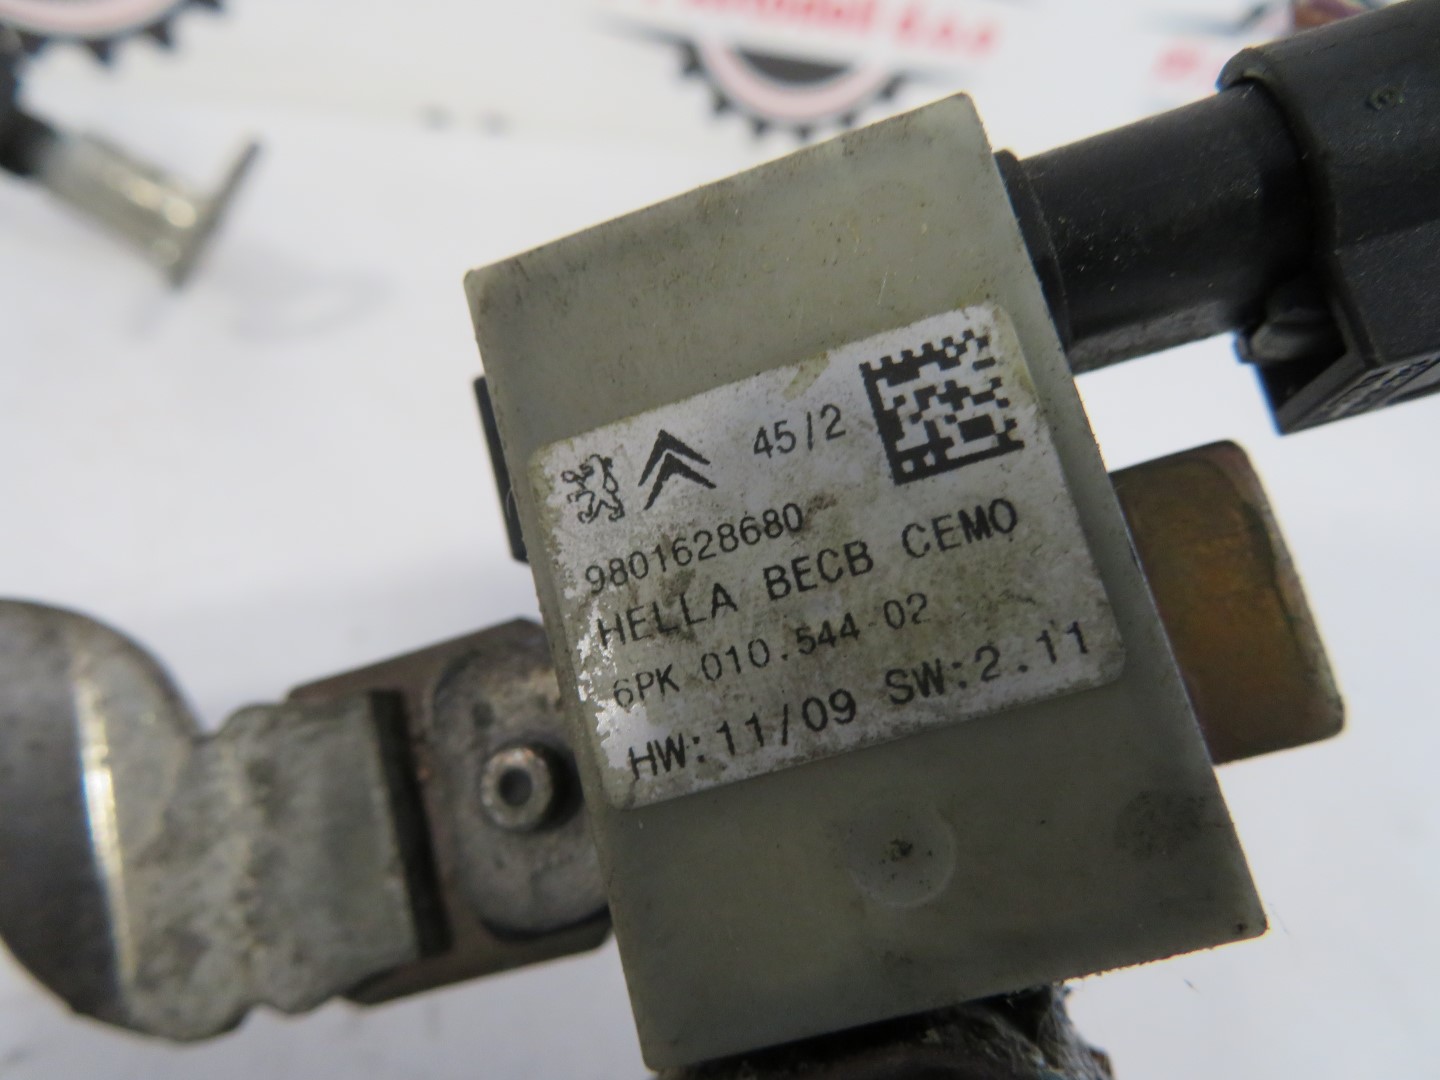 45/2
9801628680
HELLA BECB CEMO
6PK 010.544-02
HW:11/09 SW:2.11